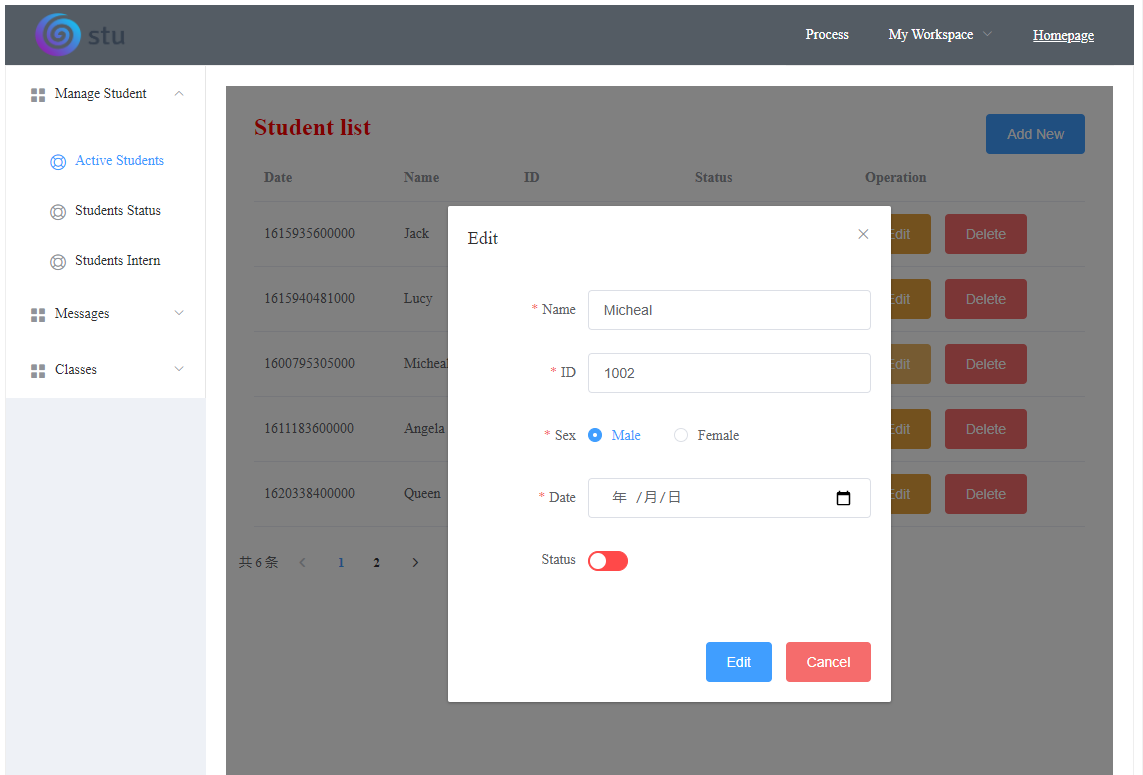 stu
Process My Workspace Homepage
Manage Student
Active Students
Students Status
Students Intern
Messages
Classes
Student list
Add New
Date Name ID Status Operation
1615935600000 Jack Edit Delete
1615940481000 Lucy Edit Delete
1600795305000 Micheal Edit Delete
1611183600000 Angela Edit Delete
1620338400000 Queen Edit Delete
共 6 条 1 2
Edit
* Name Micheal
* ID 1002
* Sex Male Female
* Date 年 /月/日
Status
Edit Cancel